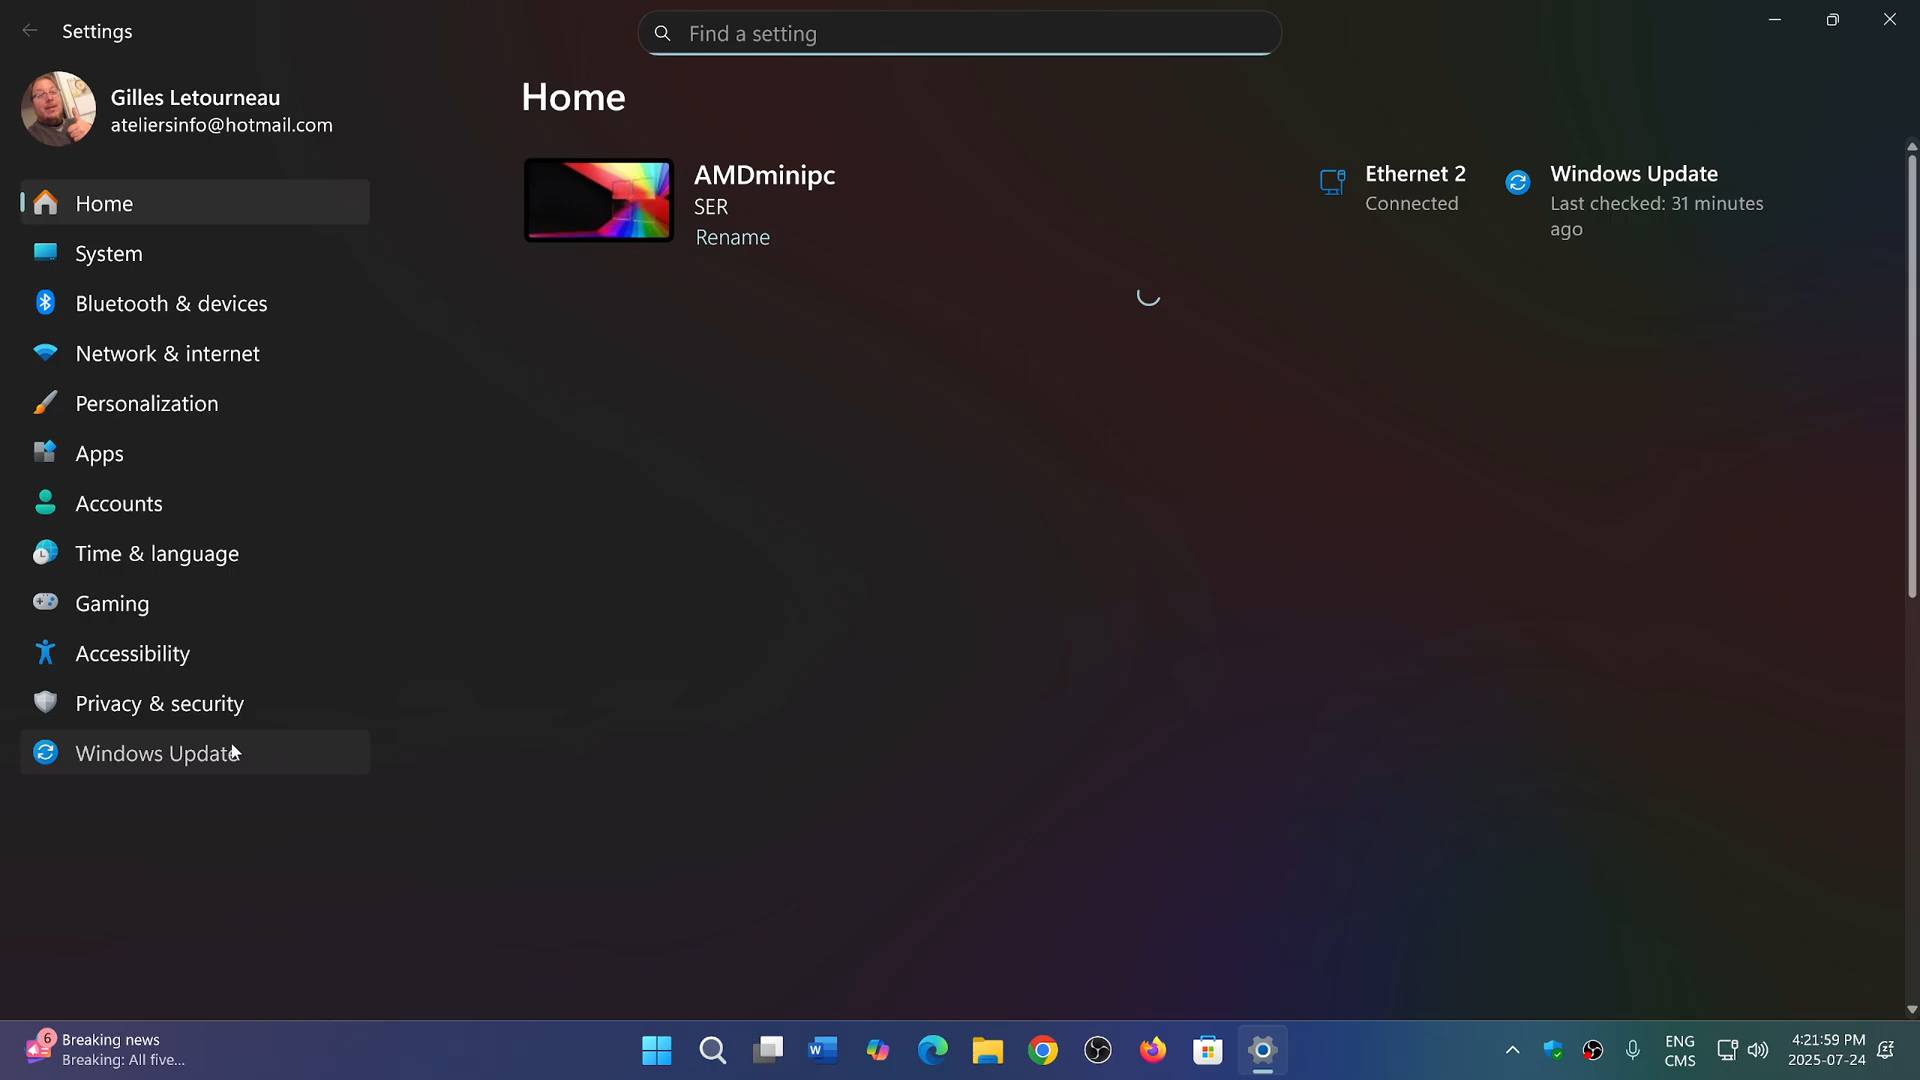 Settings
Find a setting
Gilles Letourneau
ateliersinfo@hotmail.com
Home
System
Bluetooth & devices
Network & internet
Personalization
Apps
Accounts
Time & language
Gaming
Accessibility
Privacy & security
Windows Update
Home
AMDminipc
SER
Rename
Ethernet 2
Connected
Windows Update
Last checked: 31 minutes
ago
6
Breaking news
Breaking: All five...
W
ENG
CMS
4:21:59 PM
2025-07-24